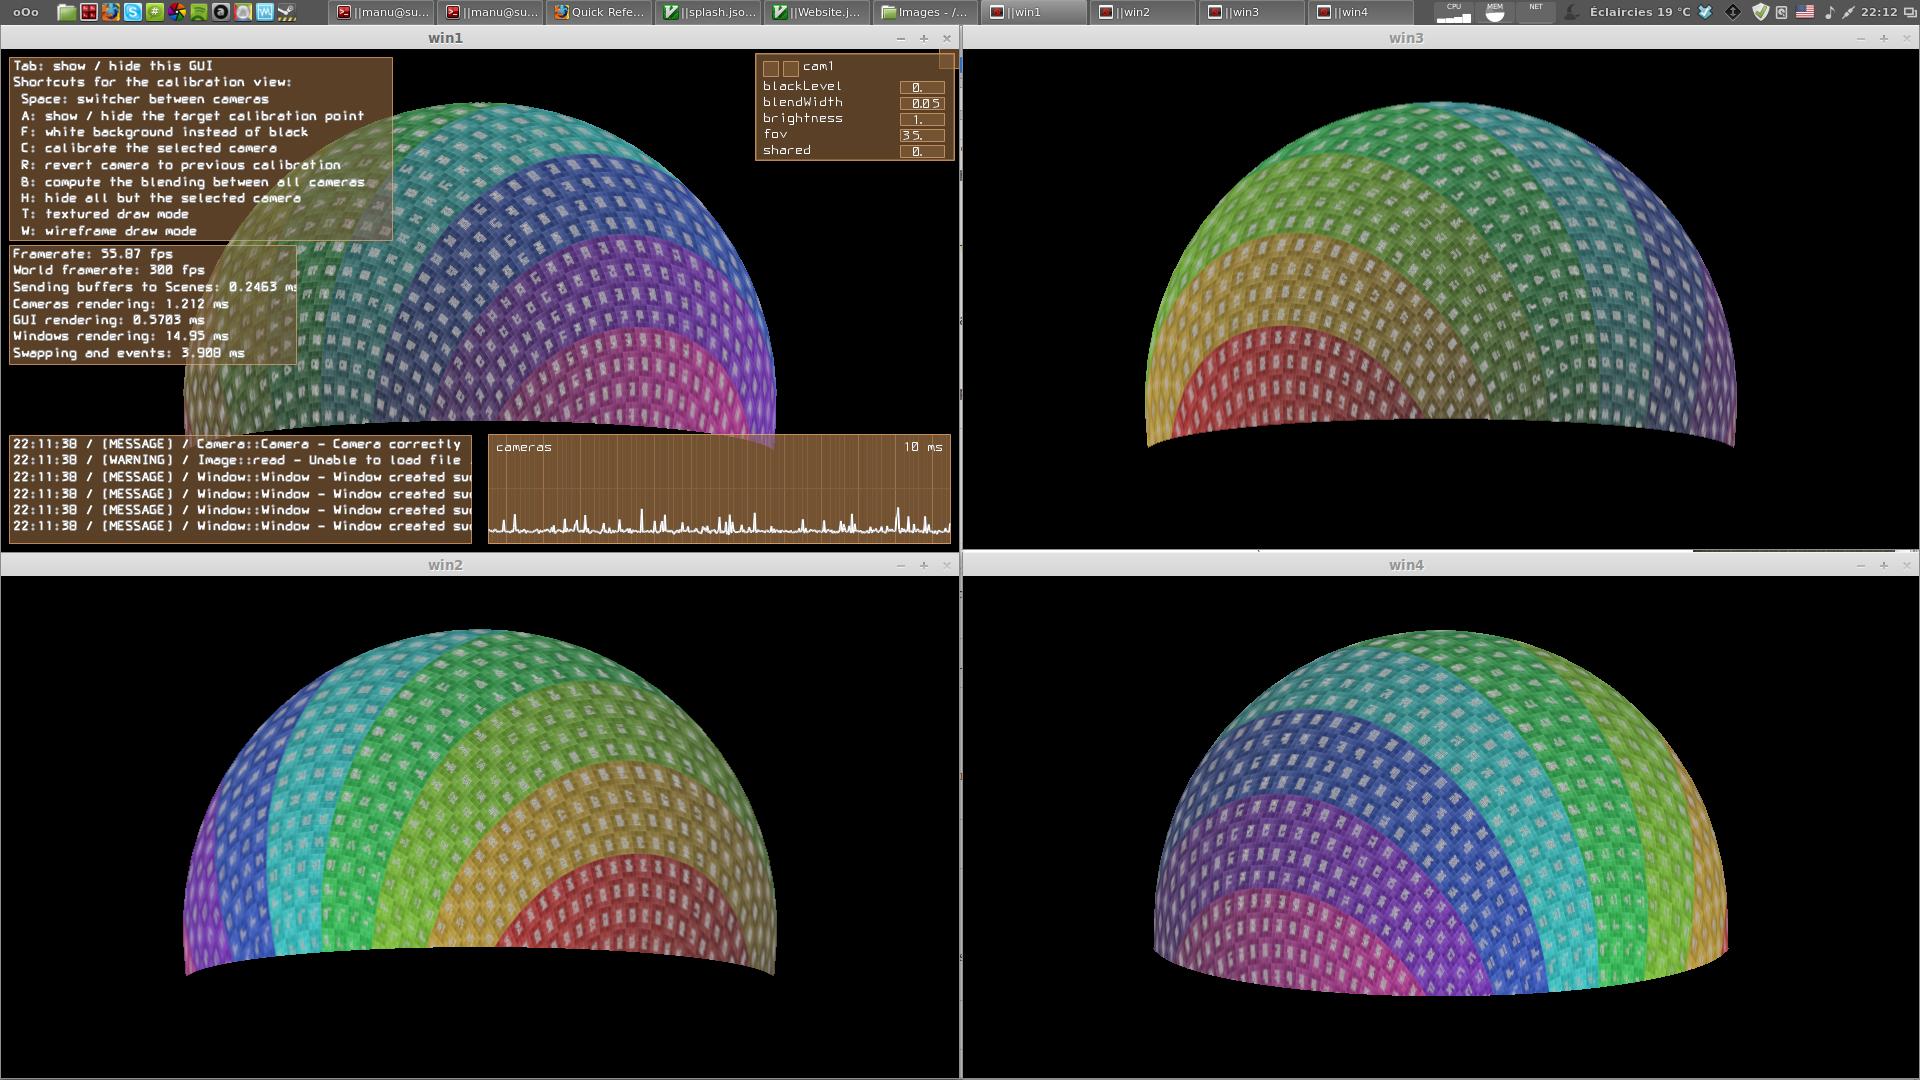 oOo ||manu@su... ||manu@su... Quick Refe... ||splash.jso... ||Website.j... Images - /... ||win1 ||win2 ||win3 ||win4 CPU MEM NET Éclaircies 19 °C 22:12
win1
Tab: show / hide this GUI
Shortcuts for the calibration view:
Space: switcher between cameras
A: show / hide the target calibration point
F: white background instead of black
C: calibrate the selected camera
R: revert camera to previous calibration
B: compute the blending between all cameras
H: hide all but the selected camera
T: textured draw mode
W: wireframe draw mode
Framerate: 55.87 fps
World framerate: 300 fps
Sending buffers to Scenes: 0.2463 ms
Cameras rendering: 1.212 ms
GUI rendering: 0.5703 ms
Windows rendering: 14.95 ms
Swapping and events: 3.908 ms
cam1
blackLevel 0.
blendWidth 0.05
brightness 1.
fov 35.
shared 0.
22:11:38 / [MESSAGE] / Camera::Camera - Camera correctly
22:11:38 / [WARNING] / Image::read - Unable to load file
22:11:38 / [MESSAGE] / Window::Window - Window created su
22:11:38 / [MESSAGE] / Window::Window - Window created su
22:11:38 / [MESSAGE] / Window::Window - Window created su
22:11:38 / [MESSAGE] / Window::Window - Window created su
cameras 10 ms
win3
win2
win4